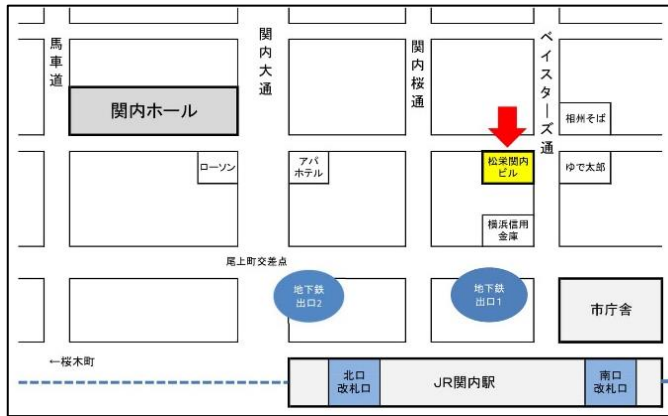 馬車道
関内大通
関内桜通
ベイスターズ通
関内ホール
相州そば
ローソン
アパ
ホテル
松栄関内
ビル
ゆで太郎
横浜信用
金庫
尾上町交差点
地下鉄
出口2
地下鉄
出口1
市庁舎
←桜木町
北口
改札口
JR関内駅
南口
改札口